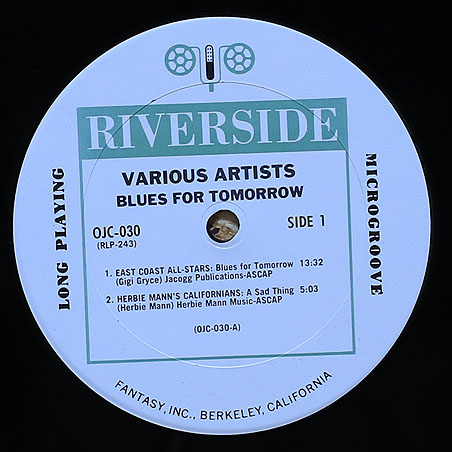 RIVERSIDE
VARIOUS ARTISTS
BLUES FOR TOMORROW
OJC-030
(RLP-243)
SIDE 1
LONG PLAYING
MICROGROOVE
1. EAST COAST ALL-STARS: Blues for Tomorrow 13:32
(Gigi Gryce) Jacogg Publications-ASCAP
2. HERBIE MANN'S CALIFORNIANS: A Sad Thing 5:03
(Herbie Mann) Herbie Mann Music-ASCAP
(OJC-030-A)
FANTASY, INC., BERKELEY, CALIFORNIA